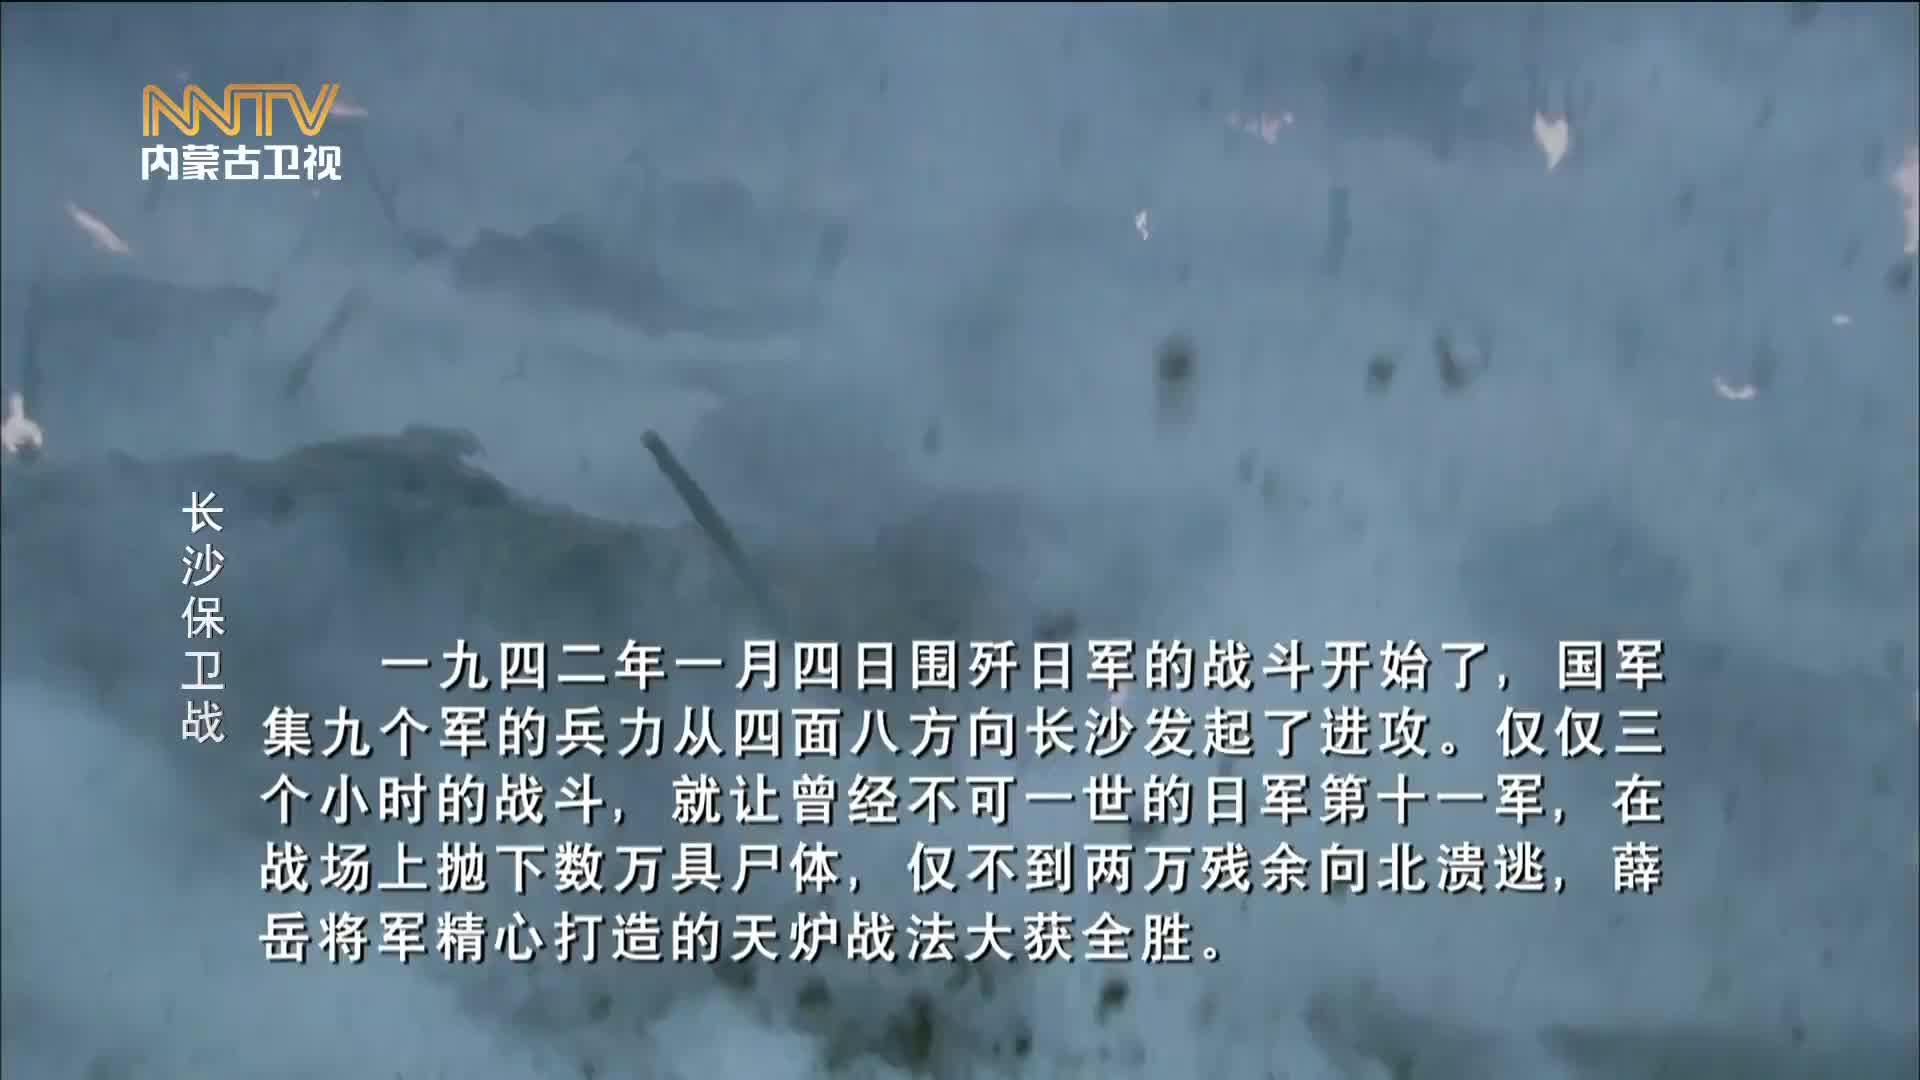 NNTV
内蒙古卫视
长沙保卫战
一九四二年一月四日围歼日军的战斗开始了，国军
集九个军的兵力从四面八方向长沙发起了进攻。仅仅三
个小时的战斗，就让曾经不可一世的日军第十一军，在
战场上抛下数万具尸体，仅不到两万残余向北溃逃，薛
岳将军精心打造的天炉战法大获全胜。